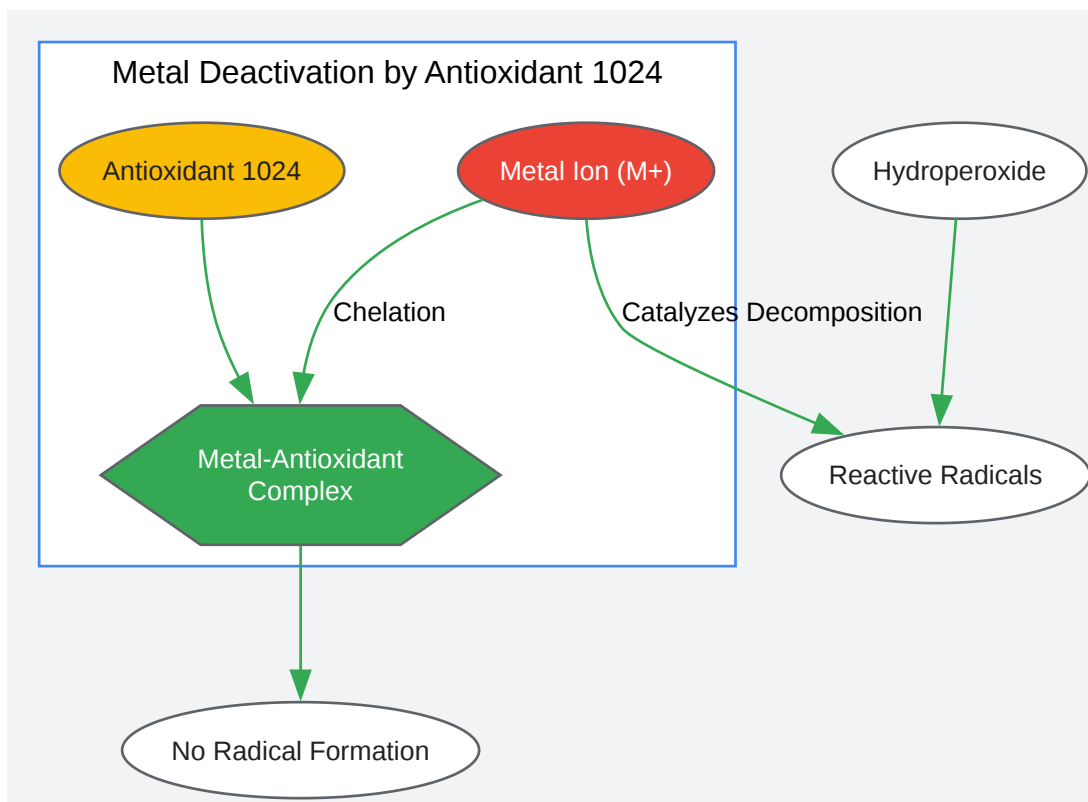 Metal Deactivation by Antioxidant 1024
Antioxidant 1024
Metal Ion (M+)
Hydroperoxide
Chelation
Catalyzes Decomposition
Metal-Antioxidant
Complex
Reactive Radicals
No Radical Formation